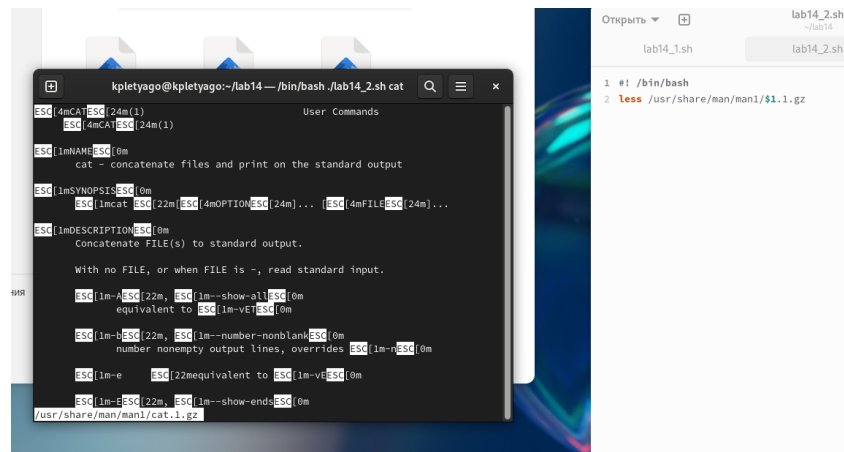 kpletyago@kpletyago:~/lab14 — /bin/bash ./lab14_2.sh cat
ESC[4mCATESC[24m(1) User Commands
ESC[4mCATESC[24m(1)
ESC[1mNAMEESC[0m
cat - concatenate files and print on the standard output
ESC[1mSYNOPSISESC[0m
ESC[1mcat ESC[22m[ESC[4mOPTIONESC[24m]... [ESC[4mFILEESC[24m]...
ESC[1mDESCRIPTIONESC[0m
Concatenate FILE(s) to standard output.
With no FILE, or when FILE is -, read standard input.
ESC[1m-AESC[22m, ESC[1m--show-allESC[0m
equivalent to ESC[1m-vETESC[0m
ESC[1m-bESC[22m, ESC[1m--number-nonblankESC[0m
number nonempty output lines, overrides ESC[1m-nESC[0m
ESC[1m-e ESC[22mequivalent to ESC[1m-vEESC[0m
ESC[1m-EESC[22m, ESC[1m--show-endsESC[0m
/usr/share/man/man1/cat.1.gz
ния
Открыть
lab14_2.sh
~/lab14
lab14_1.sh lab14_2.sh
1 #! /bin/bash
2 less /usr/share/man/man1/$1.1.gz